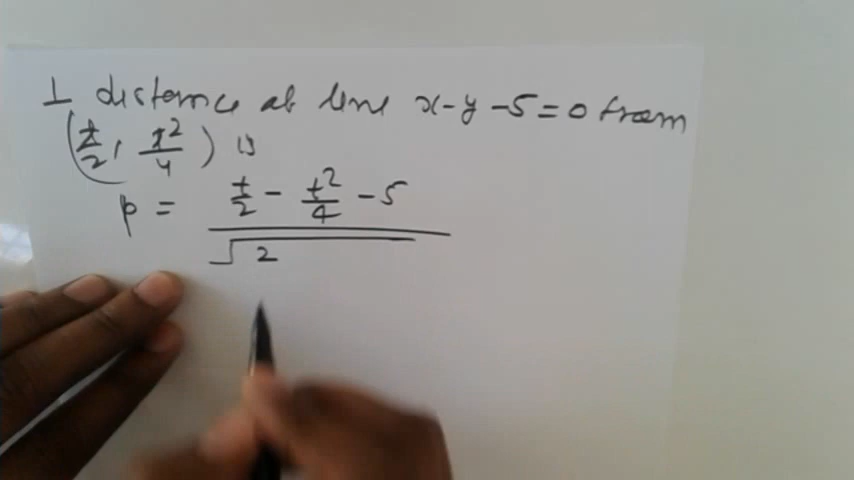 ⊥ distance of line x-y-5=0 from
(t/2, t²/4) is
p = (t/2 - t²/4 - 5) / √2